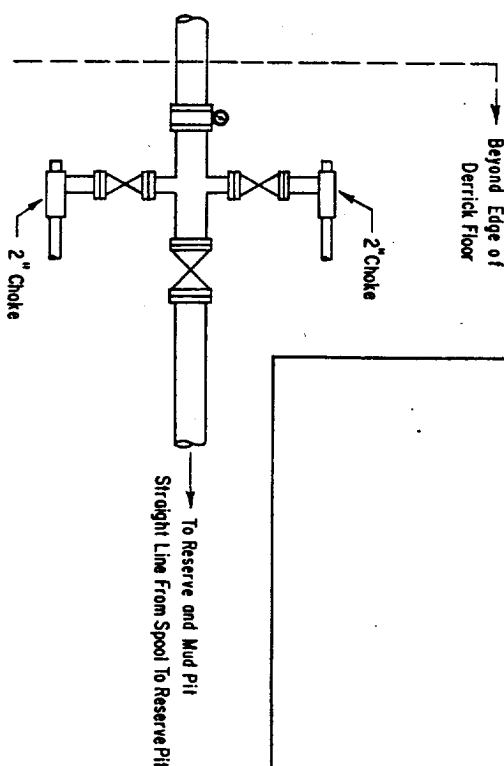 Beyond Edge of
Derrick Floor
2" Choke
2" Choke
To Reserve and Mud Pit
Straight Line From Spool To Reserve Pit